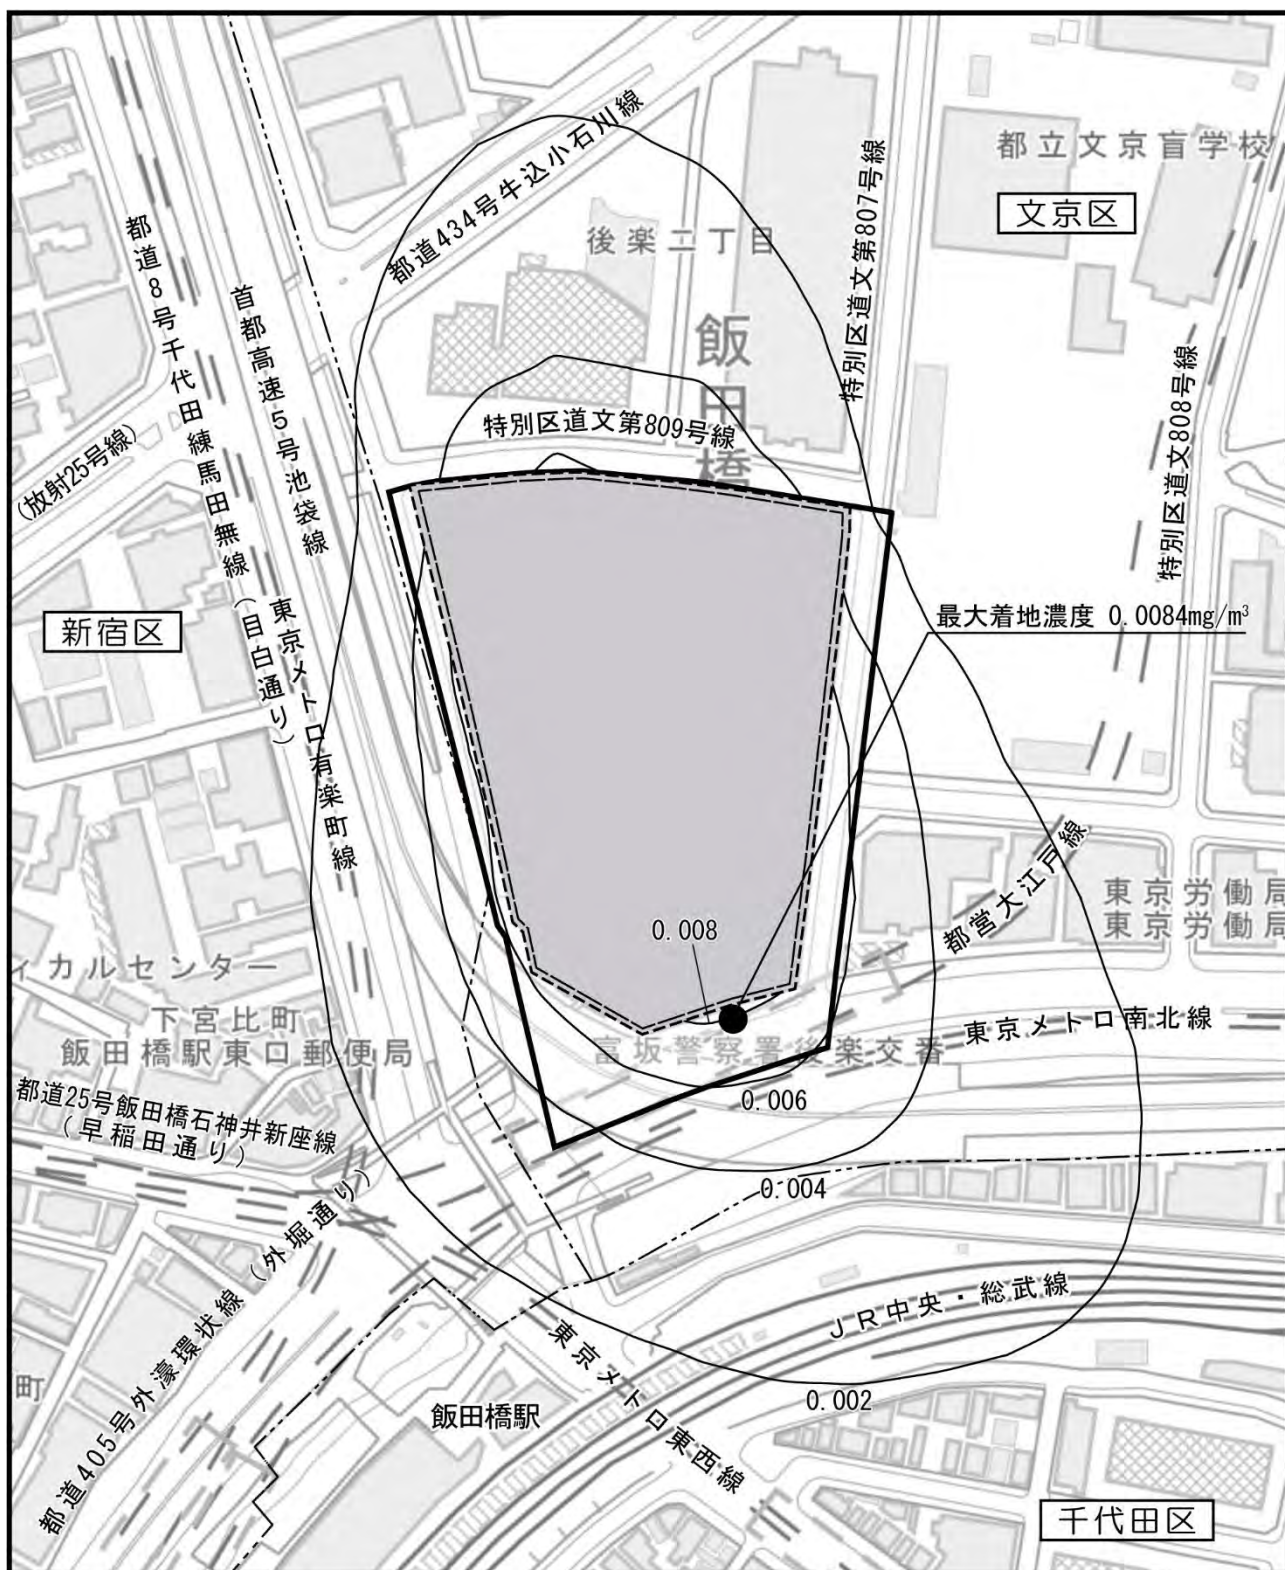 都道434号牛込小石川線
都立文京盲学校
文京区
特別区道文第807号線
後楽二丁目
都道8号千代田練馬田無線(目白通り)
首都高速5号池袋線
飯田橋
特別区道文第809号線
(放射25号線)
特別区道文808号線
新宿区
東京メトロ有楽町線
最大着地濃度 0.0084mg/m³
都営大江戸線
東京労働局
東京労働局
0.008
ィカルセンター
下宮比町
飯田橋駅東口郵便局
東京メトロ南北線
富坂警察署後楽交番
0.006
都道25号飯田橋石神井新座線
(早稲田通り)
0.004
都道405号外濠環状線(外堀通り)
JR中央・総武線
東京メトロ東西線
町
飯田橋駅
0.002
千代田区